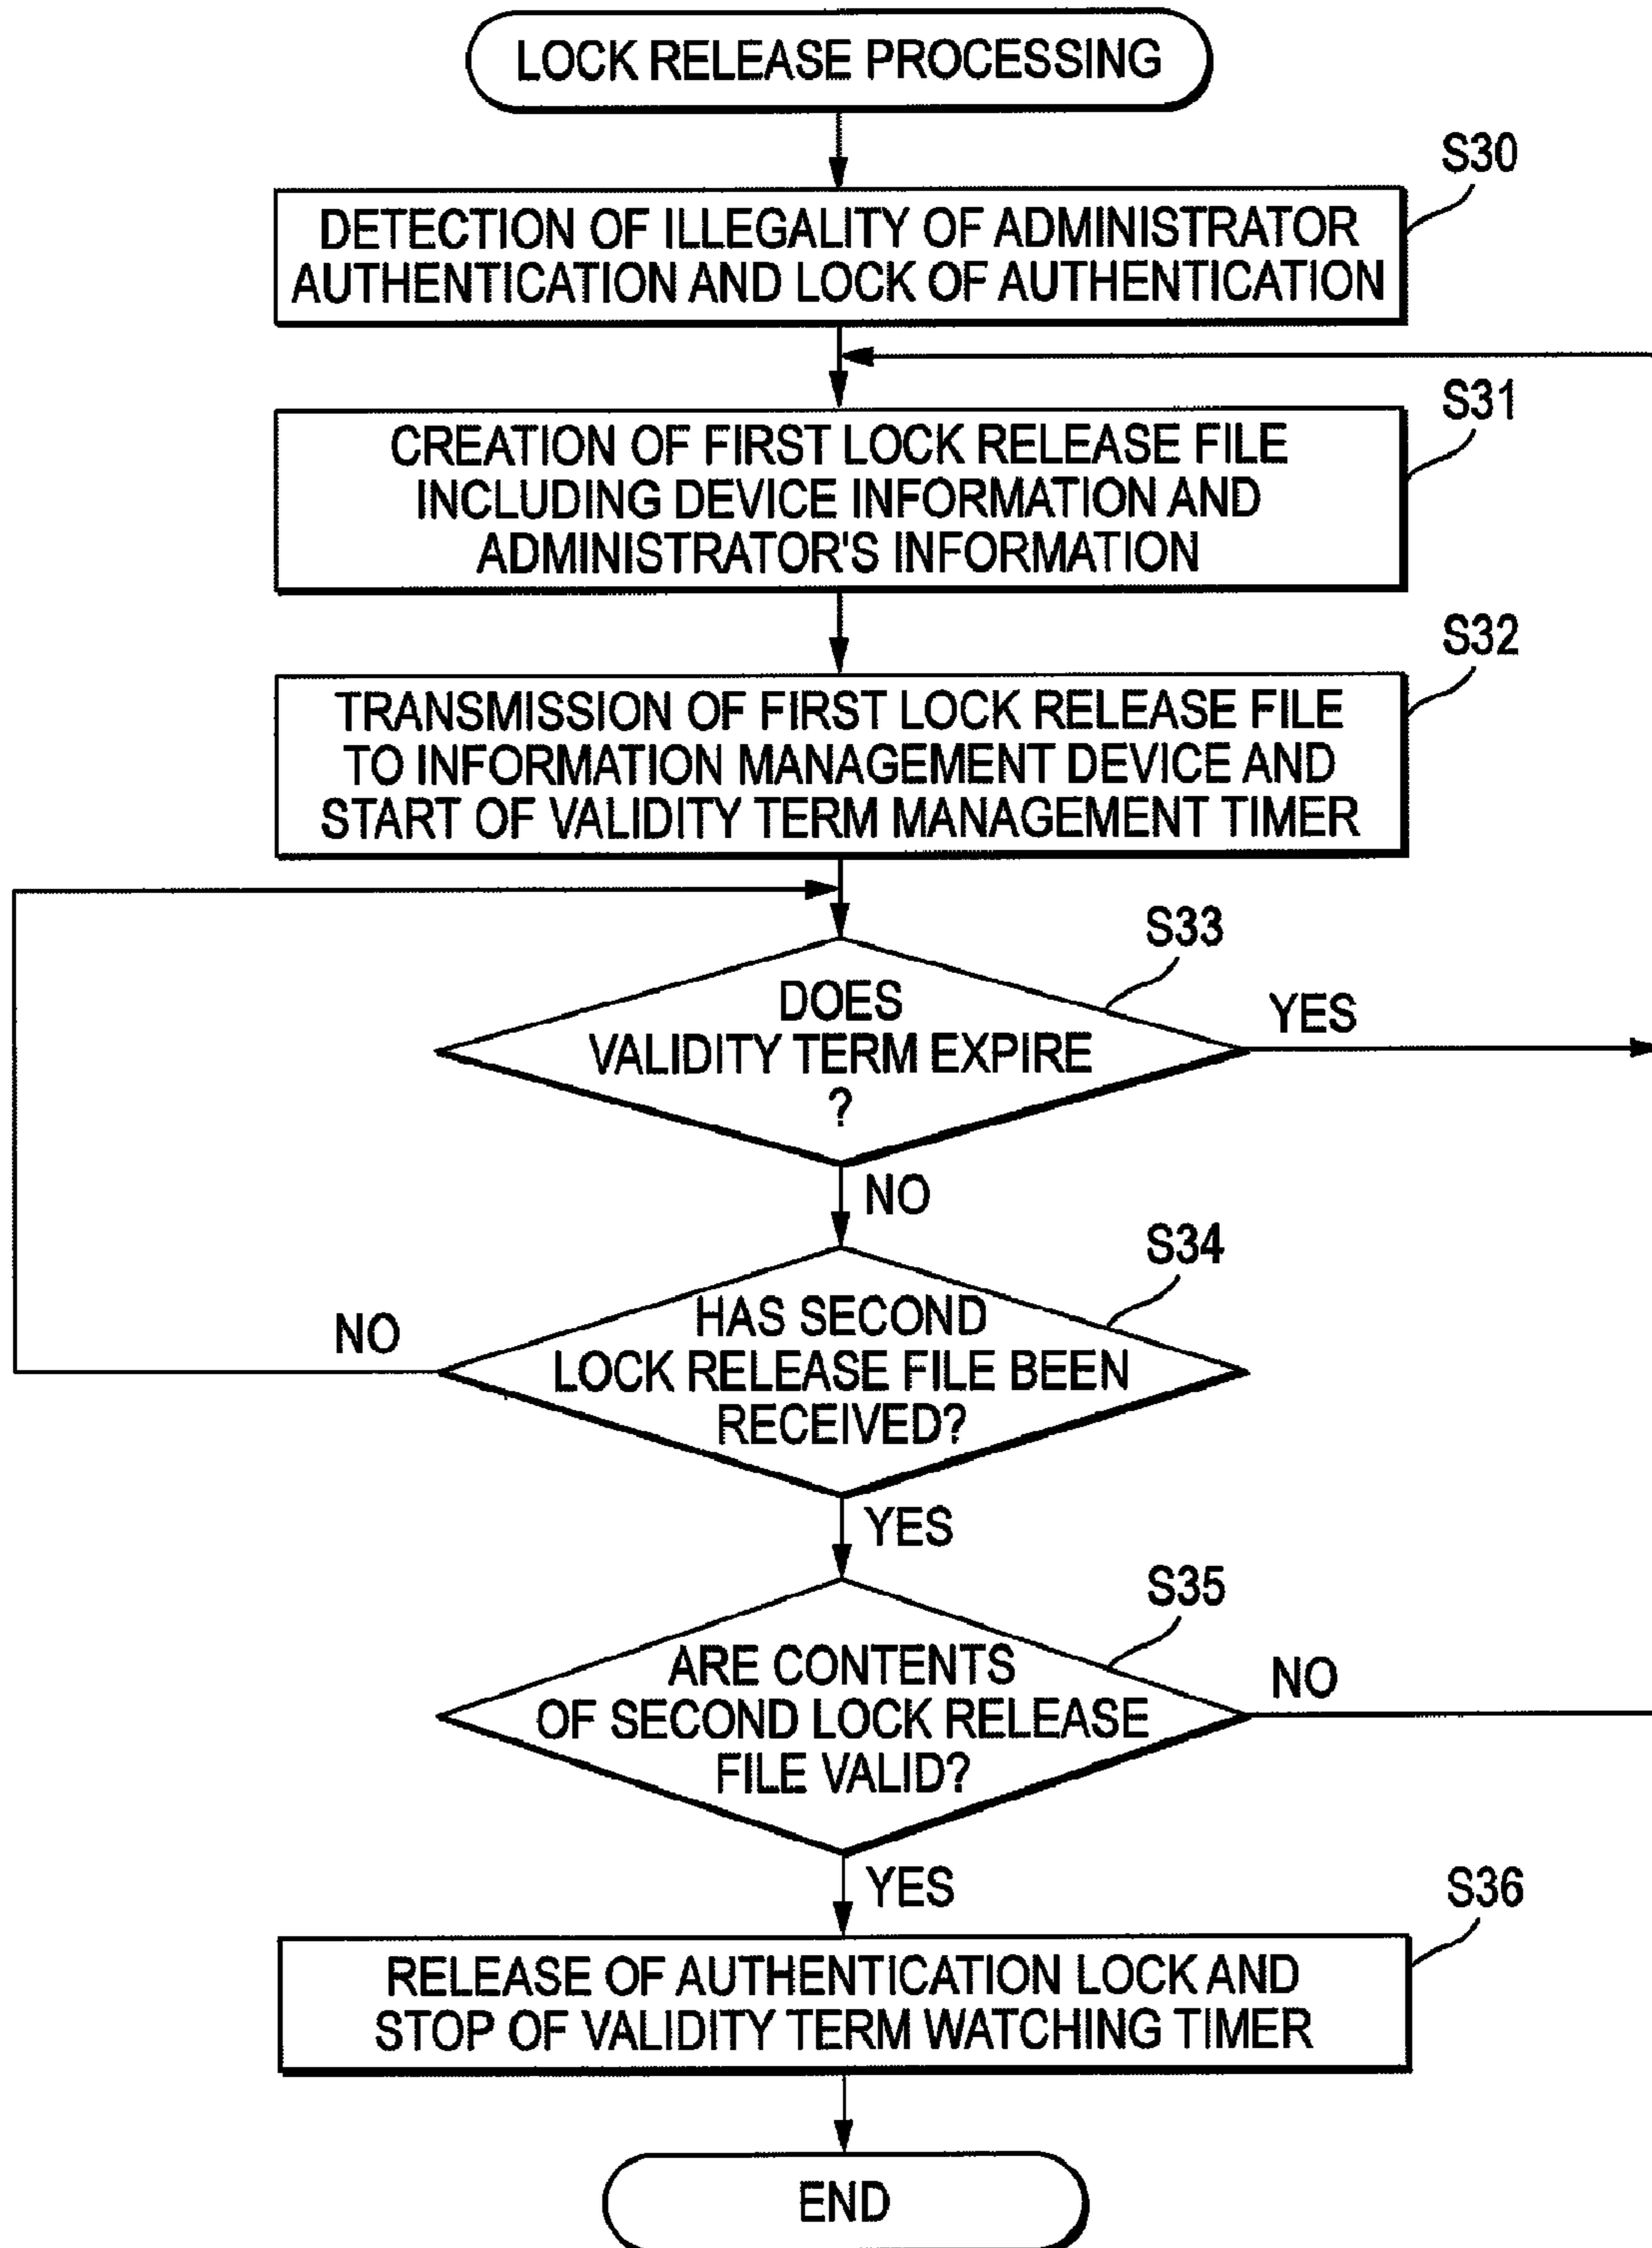 LOCK RELEASE PROCESSING
S30
DETECTION OF ILLEGALITY OF ADMINISTRATOR
AUTHENTICATION AND LOCK OF AUTHENTICATION
S31
CREATION OF FIRST LOCK RELEASE FILE
INCLUDING DEVICE INFORMATION AND
ADMINISTRATOR'S INFORMATION
S32
TRANSMISSION OF FIRST LOCK RELEASE FILE
TO INFORMATION MANAGEMENT DEVICE AND
START OF VALIDITY TERM MANAGEMENT TIMER
S33
DOES
VALIDITY TERM EXPIRE
?
YES
NO
S34
HAS SECOND
LOCK RELEASE FILE BEEN
RECEIVED?
NO
YES
S35
ARE CONTENTS
OF SECOND LOCK RELEASE
FILE VALID?
NO
YES
S36
RELEASE OF AUTHENTICATION LOCK AND
STOP OF VALIDITY TERM WATCHING TIMER
END